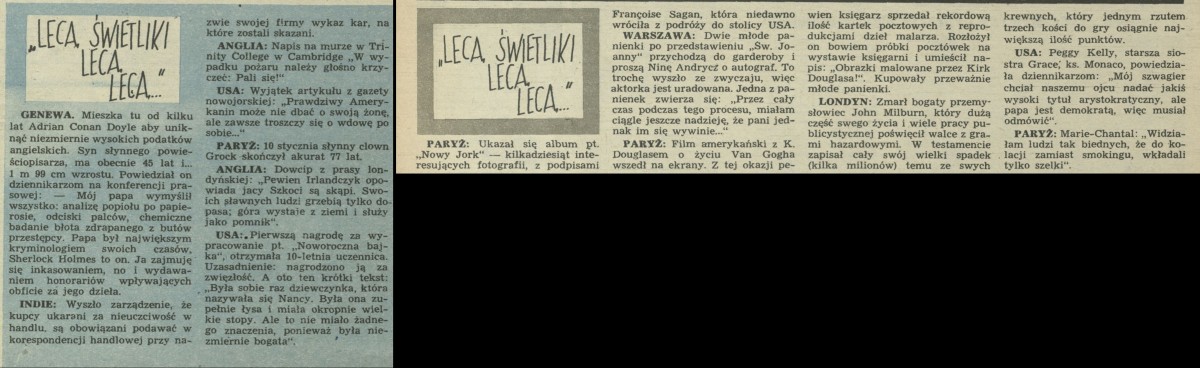 „LECĄ, ŚWIETLIKI
LECĄ,
LECĄ..."
GENEWA. Mieszka tu od kilku
lat Adrian Conan Doyle aby unik-
nąć niezmiernie wysokich podatków
angielskich. Syn słynnego powie-
ściopisarza, ma obecnie 45 lat i...
1 m 99 cm wzrostu. Powiedział on
dziennikarzom na konferencji pra-
sowej: — Mój papa wymyślił
wszystko: analizę popiołu po papie-
rosie, odciski palców, chemiczne
badanie błota zdrapanego z butów
przestępcy. Papa był największym
kryminologiem swoich czasów,
Sherlock Holmes to on. Ja zajmuję
się inkasowaniem, no i wydawa-
niem honorariów wpływających
obficie za jego dzieła.
INDIE: Wyszło zarządzenie, że
kupcy ukarani za nieuczciwość w
handlu, są obowiązani podawać w
korespondencji handlowej przy na-
zwie swojej firmy wykaz kar, na
które zostali skazani.
ANGLIA: Napis na murze w Tri-
nity College w Cambridge „W wy-
padku pożaru należy głośno krzy-
czeć: Pali się!"
USA: Wyjątek artykułu z gazety
nowojorskiej: „Prawdziwy Amery-
kanin może nie dbać o swoją żonę,
ale zawsze troszczy się o wdowę po
sobie..."
PARYŻ: 10 stycznia słynny clown
Grock skończył akurat 77 lat.
ANGLIA: Dowcip z prasy lon-
dyńskiej: „Pewien Irlandczyk opo-
wiada jacy Szkoci są skąpi. Swo-
ich sławnych ludzi grzebią tylko do
pasa; góra wystaje z ziemi i służy
jako pomnik".
USA: Pierwszą nagrodę za wy-
pracowanie pt. „Noworoczna baj-
ka", otrzymała 10-letnia uczennica.
Uzasadnienie: nagrodzono ją za
zwięzłość. A oto ten krótki tekst:
„Była sobie raz dziewczynka, która
nazywała się Nancy. Była ona zu-
pełnie łysa i miała okropnie wiel-
kie stopy. Ale to nie miało żadne-
go znaczenia, ponieważ była nie-
zmiernie bogata".
„LECĄ, ŚWIETLIKI
LECĄ,
LECĄ..."
PARYŻ: Ukazał się album pt.
„Nowy Jork" — kilkadziesiąt inte-
resujących fotografii, z podpisami
Françoise Sagan, która niedawno
wróciła z podróży do stolicy USA.
WARSZAWA: Dwie młode pa-
nienki po przedstawieniu „Św. Jo-
anny" przychodzą do garderoby i
proszą Ninę Andrycz o autograf. To
trochę wyszło ze zwyczaju, więc
aktorka jest uradowana. Jedna z pa-
nienek zwierza się: „Przez cały
czas podczas tego procesu, miałam
ciągle jeszcze nadzieję, że pani jed-
nak im się wywinie..."
PARYŻ: Film amerykański z K.
Douglasem o życiu Van Gogha
wszedł na ekrany. Z tej okazji pe-
wien księgarz sprzedał rekordową
ilość kartek pocztowych z repro-
dukcjami dzieł malarza. Rozłożył
on bowiem próbki pocztówek na
wystawie księgarni i umieścił na-
pis: „Obrazki malowane przez Kirk
Douglasa!". Kupowały przeważnie
młode panienki.
LONDYN: Zmarł bogaty przemy-
słowiec John Milburn, który dużą
część swego życia i wiele pracy pu-
blicystycznej poświęcił walce z gra-
mi hazardowymi. W testamencie
zapisał cały swój wielki spadek
(kilka milionów) temu ze swych
krewnych, który jednym rzutem
trzech kości do gry osiągnie naj-
większą ilość punktów.
USA: Peggy Kelly, starsza sio-
stra Grace, ks. Monaco, powiedzia-
ła dziennikarzom: „Mój szwagier
chciał naszemu ojcu nadać jakiś
wysoki tytuł arystokratyczny, ale
papa jest demokratą, więc musiał
odmówić".
PARYŻ: Marie-Chantal: „Widzia-
łam ludzi tak biednych, że do ko-
lacji zamiast smokingu, wkładali
tylko szelki".